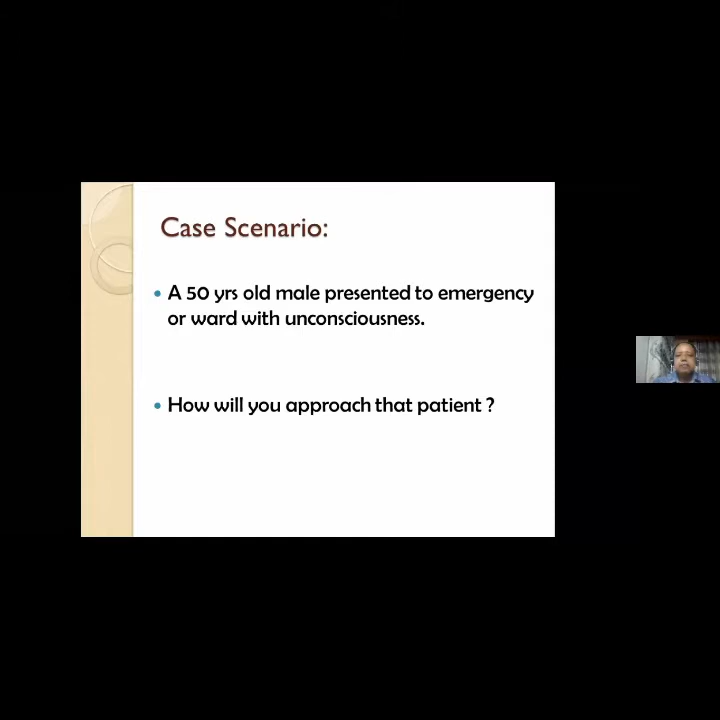 Case Scenario:
A 50 yrs old male presented to emergency
or ward with unconsciousness.
How will you approach that patient ?